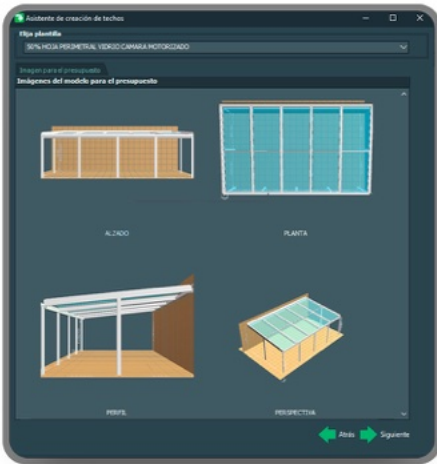 Asistente de creación de techos
Elija plantilla
50% HOJA PERIMETRAL VIDRIO CAMARA MOTORIZADO
Imagen para el presupuesto
Imágenes del modelo para el presupuesto
ALZADO
PLANTA
PERFIL
PERSPECTIVA
Atrás
Siguiente